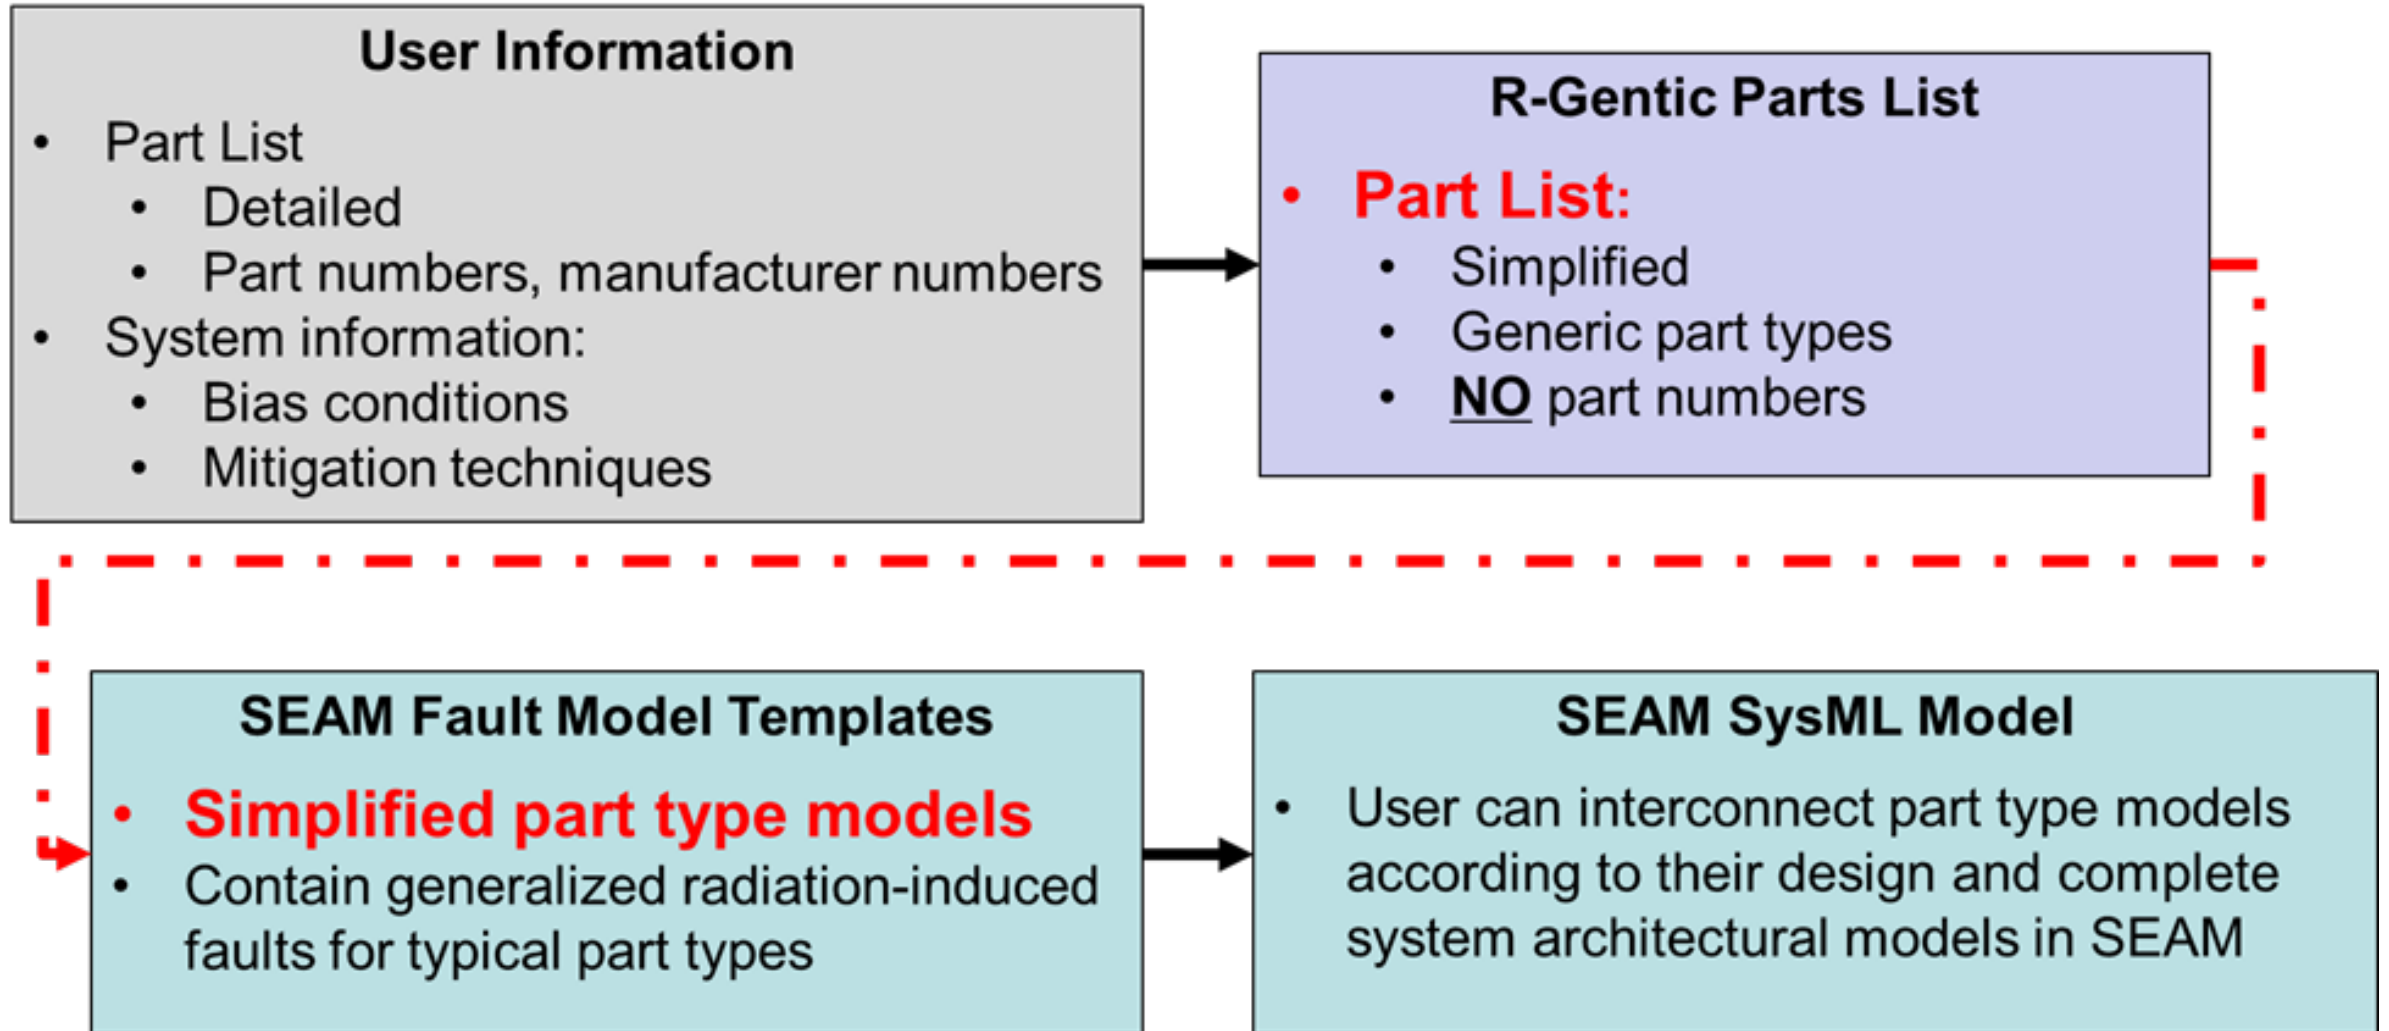 User Information
• Part List
• Detailed
• Part numbers, manufacturer numbers
• System information:
• Bias conditions
• Mitigation techniques
R-Gentic Parts List
• Part List:
• Simplified
• Generic part types
• NO part numbers
SEAM Fault Model Templates
• Simplified part type models
• Contain generalized radiation-induced
faults for typical part types
SEAM SysML Model
• User can interconnect part type models
according to their design and complete
system architectural models in SEAM